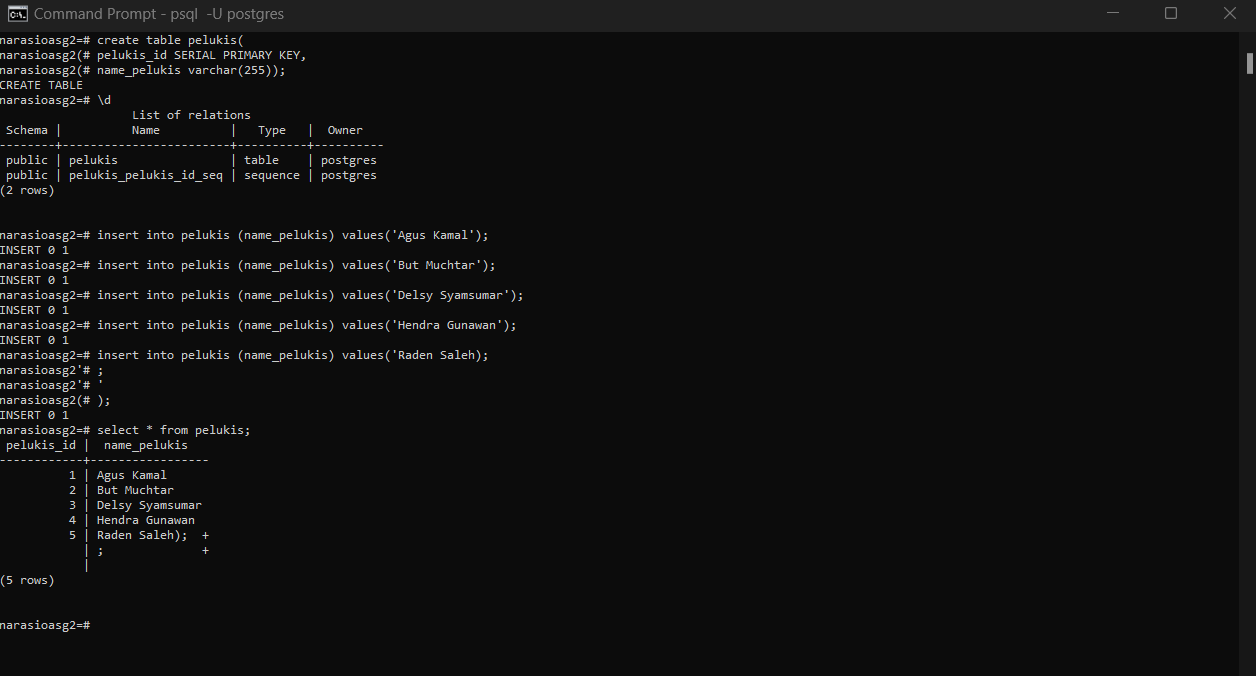 Command Prompt - psql  -U postgres
narasioasg2=# create table pelukis(
narasioasg2(# pelukis_id SERIAL PRIMARY KEY,
narasioasg2(# name_pelukis varchar(255));
CREATE TABLE
narasioasg2=# \d
                   List of relations
 Schema |          Name          |   Type   |  Owner
--------+------------------------+----------+----------
 public | pelukis                | table    | postgres
 public | pelukis_pelukis_id_seq | sequence | postgres
(2 rows)
narasioasg2=# insert into pelukis (name_pelukis) values('Agus Kamal');
INSERT 0 1
narasioasg2=# insert into pelukis (name_pelukis) values('But Muchtar');
INSERT 0 1
narasioasg2=# insert into pelukis (name_pelukis) values('Delsy Syamsumar');
INSERT 0 1
narasioasg2=# insert into pelukis (name_pelukis) values('Hendra Gunawan');
INSERT 0 1
narasioasg2=# insert into pelukis (name_pelukis) values('Raden Saleh);
narasioasg2'# ;
narasioasg2'# '
narasioasg2(# );
INSERT 0 1
narasioasg2=# select * from pelukis;
 pelukis_id |  name_pelukis
------------+-----------------
          1 | Agus Kamal
          2 | But Muchtar
          3 | Delsy Syamsumar
          4 | Hendra Gunawan
          5 | Raden Saleh);  +
            | ;              +
            |
(5 rows)
narasioasg2=#